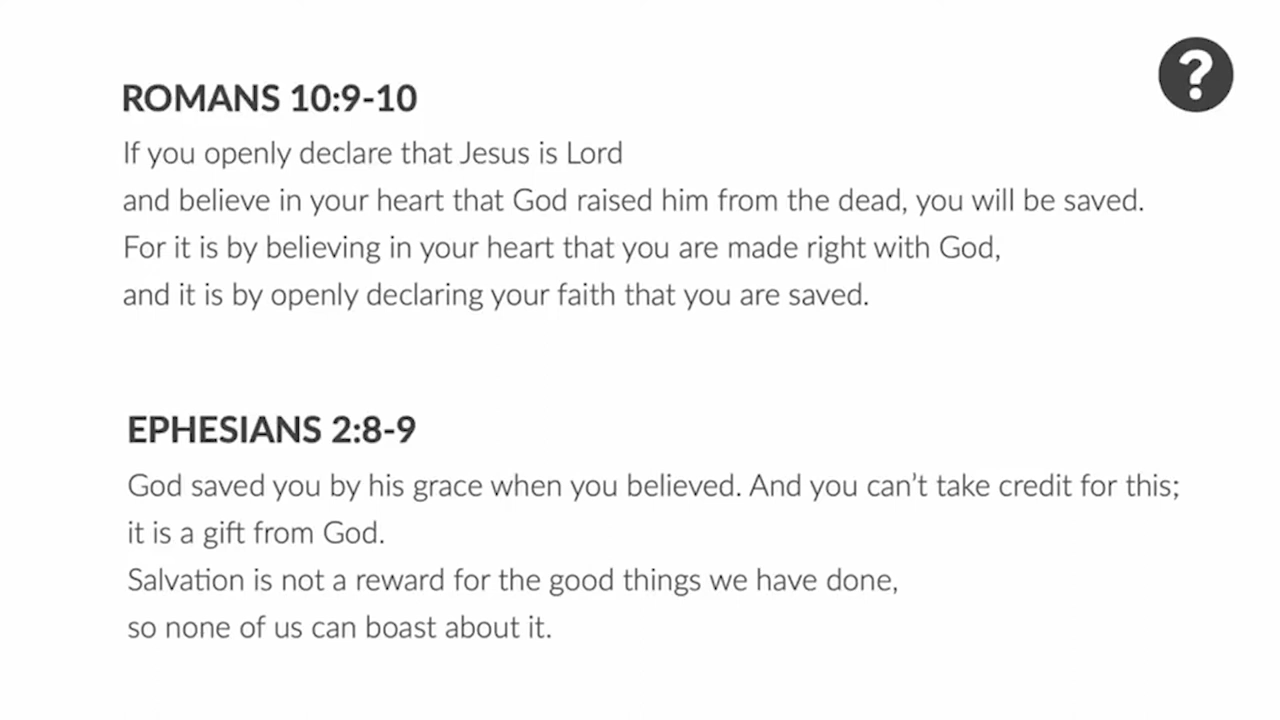 ROMANS 10:9-10
If you openly declare that Jesus is Lord
and believe in your heart that God raised him from the dead, you will be saved.
For it is by believing in your heart that you are made right with God,
and it is by openly declaring your faith that you are saved.
EPHESIANS 2:8-9
God saved you by his grace when you believed. And you can’t take credit for this;
it is a gift from God.
Salvation is not a reward for the good things we have done,
so none of us can boast about it.
?